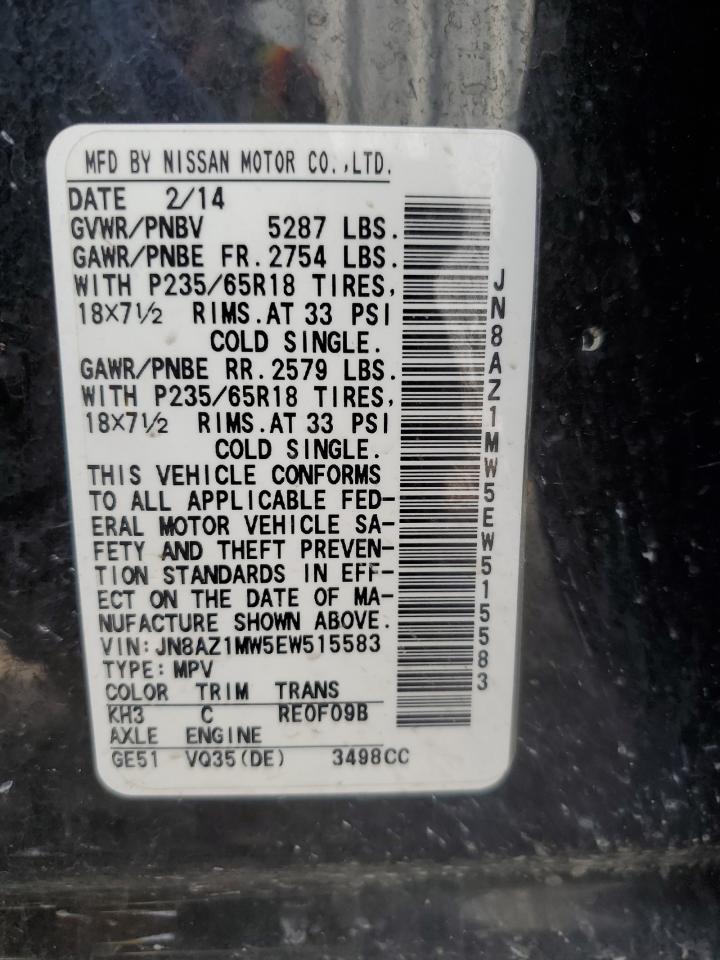 MFD BY NISSAN MOTOR CO.,LTD.
DATE 2/14
GVWR/PNBV 5287 LBS.
GAWR/PNBE FR. 2754 LBS.
WITH P235/65R18 TIRES,
18X7 1/2 RIMS. AT 33 PSI
COLD SINGLE.
GAWR/PNBE RR. 2579 LBS.
WITH P235/65R18 TIRES,
18X7 1/2 RIMS. AT 33 PSI
COLD SINGLE.
THIS VEHICLE CONFORMS
TO ALL APPLICABLE FED-
ERAL MOTOR VEHICLE SA-
FETY AND THEFT PREVEN-
TION STANDARDS IN EFF-
ECT ON THE DATE OF MA-
NUFACTURE SHOWN ABOVE.
VIN: JN8AZ1MW5EW515583
TYPE: MPV
COLOR TRIM TRANS
KH3 C RE0F09B
AXLE ENGINE
GE51 VQ35(DE) 3498CC
JN8AZ1MW5EW515583